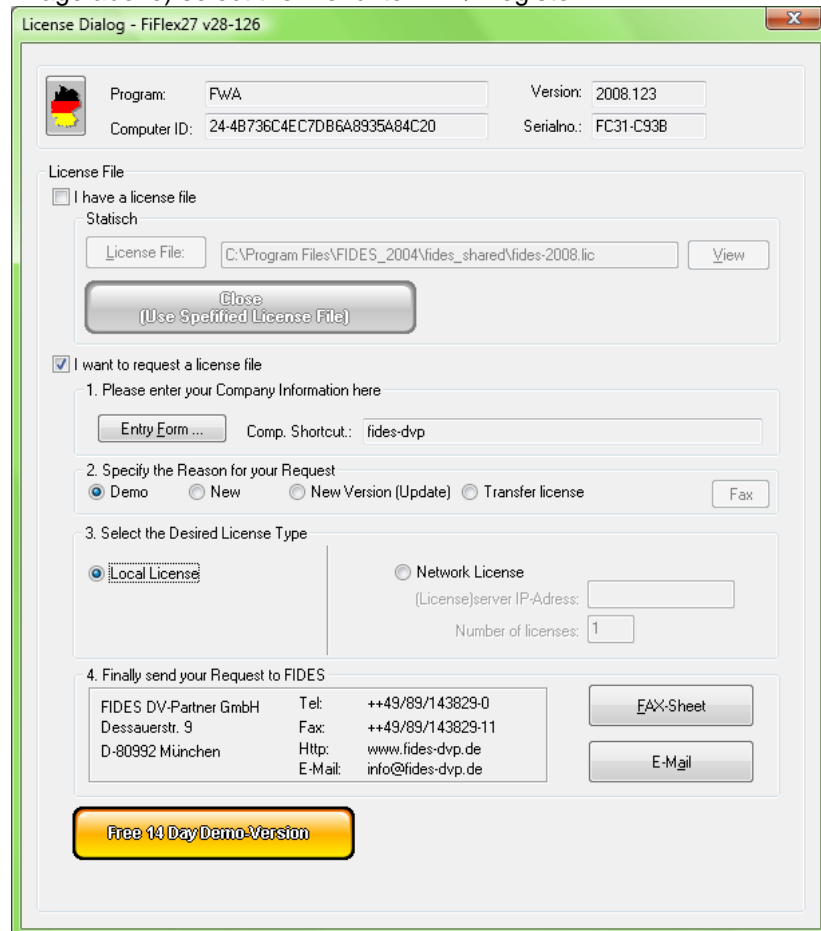 License Dialog - FiFlex27 v28-126
Program: FWA Version: 2008.123
Computer ID: 24-4B736C4EC7DB6A8935A84C20 Serialno.: FC31-C93B
License File
I have a license file
Statisch
License File: C:\Program Files\FIDES_2004\fides_shared\fides-2008.lic View
Close
(Use Spefified License File)
I want to request a license file
1. Please enter your Company Information here
Entry Form ... Comp. Shortcut.: fides-dvp
2. Specify the Reason for your Request
Demo New New Version (Update) Transfer license Fax
3. Select the Desired License Type
Local License Network License
(License)server IP-Adress:
Number of licenses: 1
4. Finally send your Request to FIDES
FIDES DV-Partner GmbH Tel: ++49/89/143829-0 FAX-Sheet
Dessauerstr. 9 Fax: ++49/89/143829-11
D-80992 München Http: www.fides-dvp.de E-Mail
E-Mail: info@fides-dvp.de
Free 14 Day Demo-Version